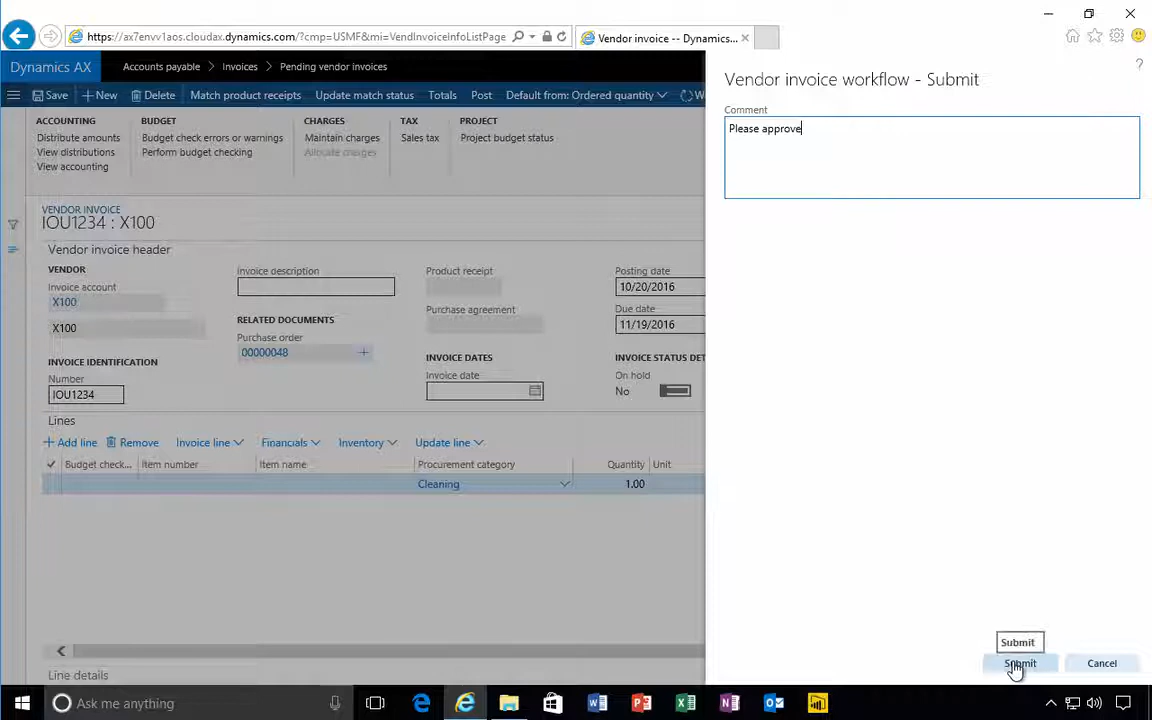 https://ax7envv1aos.cloudax.dynamics.com/?cmp=USMF&mi=VendInvoiceInfoListPage
Vendor invoice -- Dynamics...
Dynamics AX
Accounts payable > Invoices > Pending vendor invoices
Save
New
Delete
Match product receipts
Update match status
Totals
Post
Default from: Ordered quantity
W
ACCOUNTING
Distribute amounts
View distributions
View accounting
BUDGET
Budget check errors or warnings
Perform budget checking
CHARGES
Maintain charges
Allocate charges
TAX
Sales tax
PROJECT
Project budget status
VENDOR INVOICE
IOU1234 : X100
Vendor invoice header
VENDOR
Invoice account
X100
X100
INVOICE IDENTIFICATION
Number
IOU1234
Invoice description
RELATED DOCUMENTS
Purchase order
00000048
Product receipt
Purchase agreement
INVOICE DATES
Invoice date
Posting date
10/20/2016
Due date
11/19/2016
INVOICE STATUS DET
On hold
No
Lines
Add line
Remove
Invoice line
Financials
Inventory
Update line
Budget check...
Item number
Item name
Procurement category
Quantity
Unit
Cleaning
1.00
Line details
?
Vendor invoice workflow - Submit
Comment
Please approve
Submit
Submit
Cancel
Ask me anything